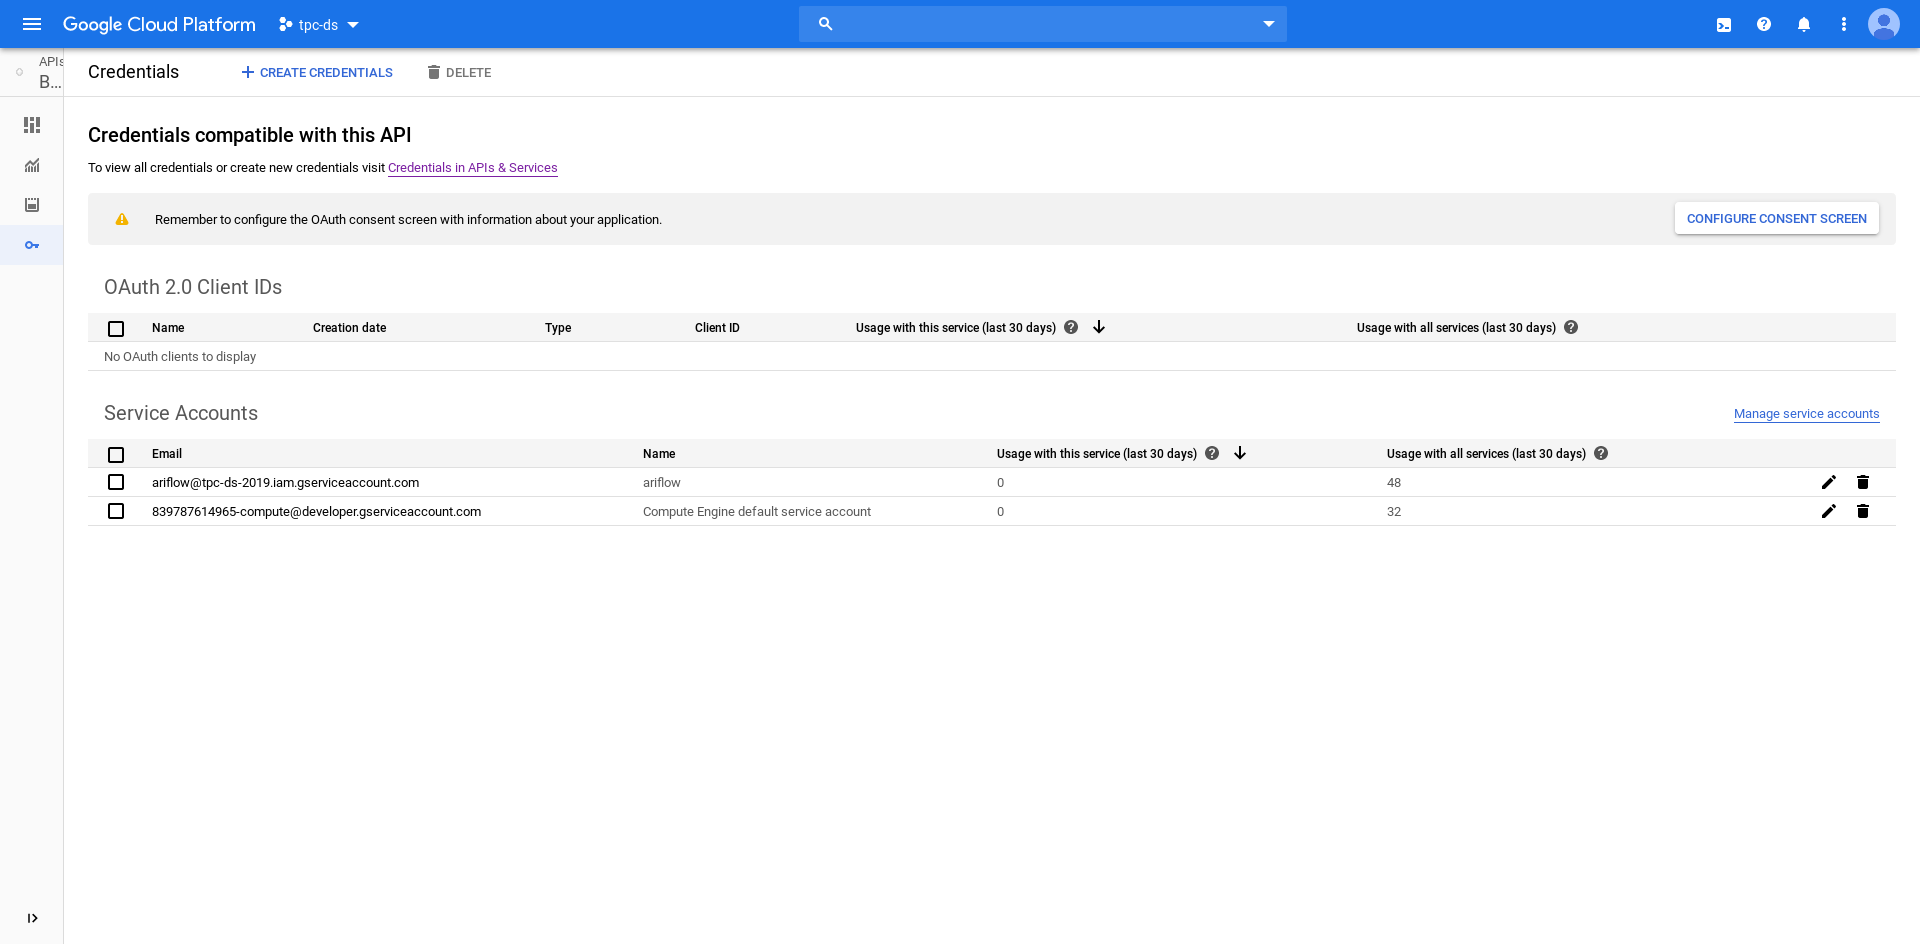 Google Cloud Platform tpc-ds
APIs
B...
Credentials CREATE CREDENTIALS DELETE
Credentials compatible with this API
To view all credentials or create new credentials visit Credentials in APIs & Services
Remember to configure the OAuth consent screen with information about your application. CONFIGURE CONSENT SCREEN
OAuth 2.0 Client IDs
Name Creation date Type Client ID Usage with this service (last 30 days) Usage with all services (last 30 days)
No OAuth clients to display
Service Accounts Manage service accounts
Email Name Usage with this service (last 30 days) Usage with all services (last 30 days)
ariflow@tpc-ds-2019.iam.gserviceaccount.com ariflow 0 48
839787614965-compute@developer.gserviceaccount.com Compute Engine default service account 0 32